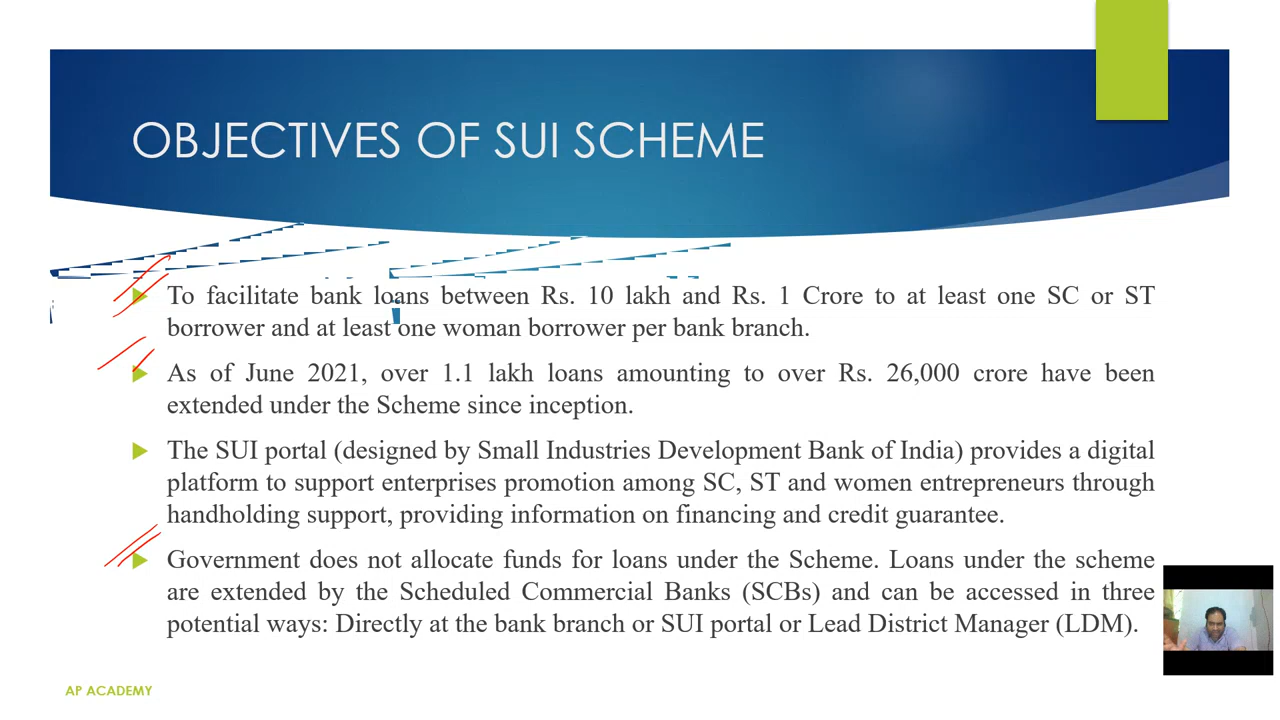 OBJECTIVES OF SUI SCHEME
To facilitate bank loans between Rs. 10 lakh and Rs. 1 Crore to at least one SC or ST
borrower and at least one woman borrower per bank branch.
As of June 2021, over 1.1 lakh loans amounting to over Rs. 26,000 crore have been
extended under the Scheme since inception.
The SUI portal (designed by Small Industries Development Bank of India) provides a digital
platform to support enterprises promotion among SC, ST and women entrepreneurs through
handholding support, providing information on financing and credit guarantee.
Government does not allocate funds for loans under the Scheme. Loans under the scheme
are extended by the Scheduled Commercial Banks (SCBs) and can be accessed in three
potential ways: Directly at the bank branch or SUI portal or Lead District Manager (LDM).
AP ACADEMY